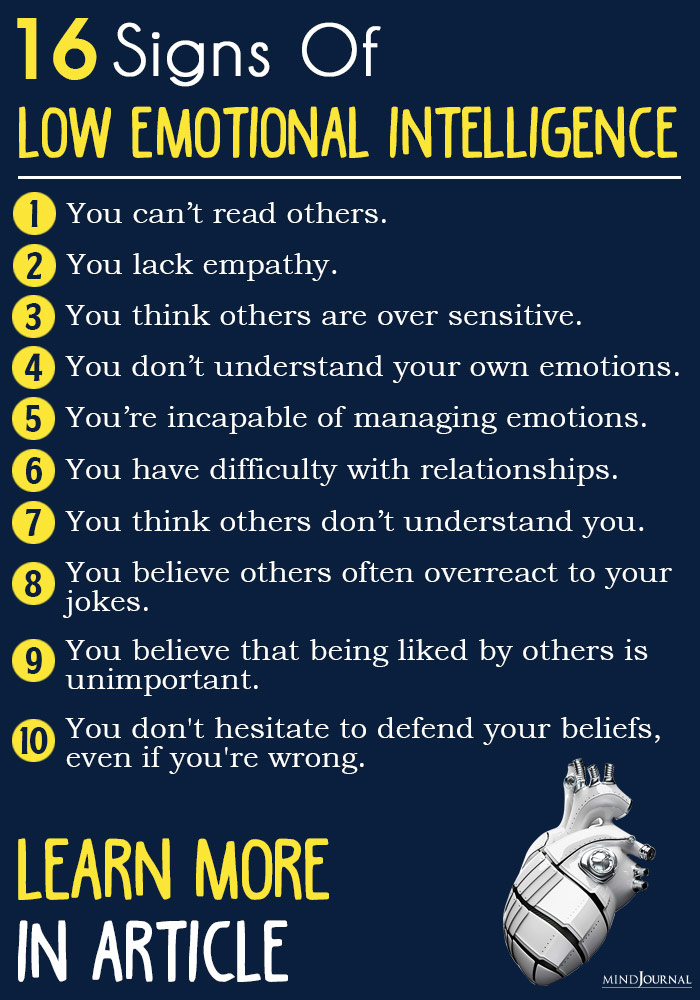 16 Signs Of
LOW EMOTIONAL INTELLIGENCE
1 You can’t read others.
2 You lack empathy.
3 You think others are over sensitive.
4 You don’t understand your own emotions.
5 You’re incapable of managing emotions.
6 You have difficulty with relationships.
7 You think others don’t understand you.
8 You believe others often overreact to your
jokes.
9 You believe that being liked by others is
unimportant.
10 You don't hesitate to defend your beliefs,
even if you're wrong.
LEARN MORE
IN ARTICLE
MINDJOURNAL